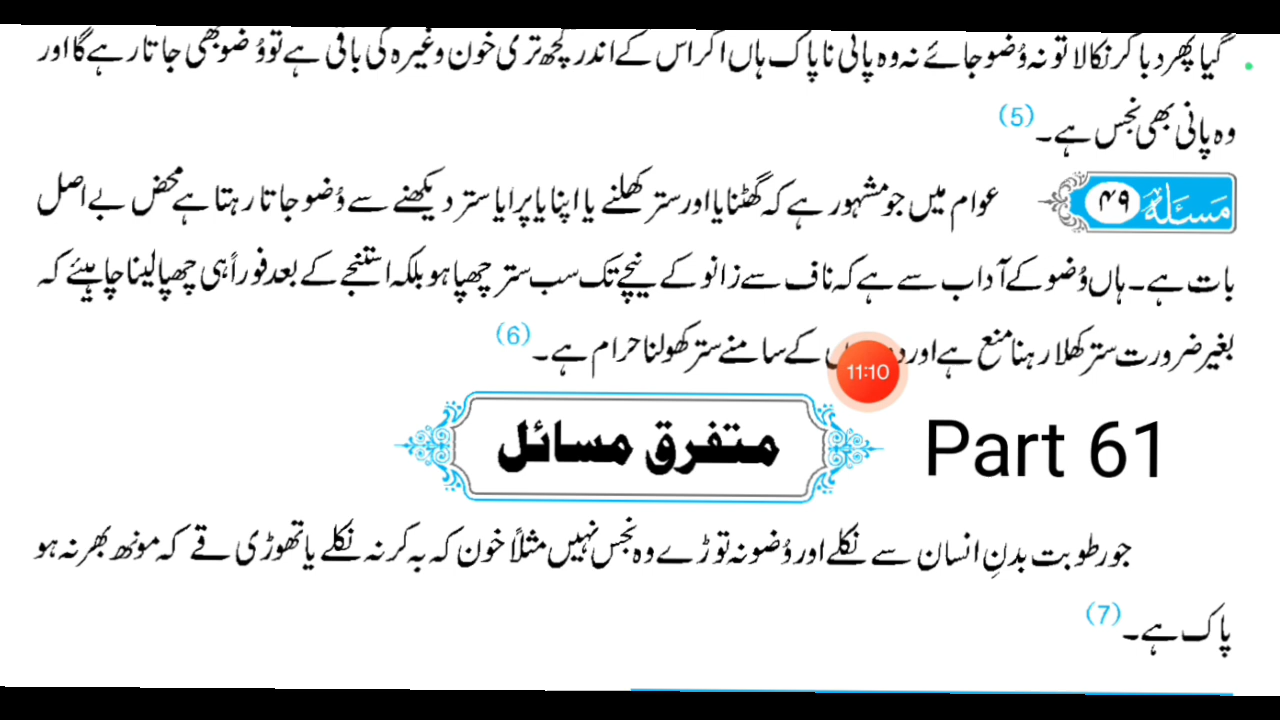 گیا پھر دبا کر نکالا تو نہ وُضو جائے نہ وہ پانی ناپاک ہاں اگر اس کے اندر کچھ تری خون وغیرہ کی باقی ہے تو وُضو بھی جاتا رہے گا اور
وہ پانی بھی نجس ہے۔ (5)
مسئلہ ۴۹ عوام میں جو مشہور ہے کہ گھٹنا یا اور ستر کھلنے یا اپنا یا پرایا ستر دیکھنے سے وُضو جاتا رہتا ہے محض بے اصل
بات ہے۔ ہاں وُضو کے آداب سے ہے کہ ناف سے زانو کے نیچے تک سب ستر چھپا ہو بلکہ استنجے کے بعد فوراً ہی چھپا لینا چاہیئے کہ
بغیر ضرورت ستر کھلا رہنا منع ہے اور کے سامنے ستر کھولنا حرام ہے۔ (6)
11:10
متفرق مسائل Part 61
جو رطوبت بدنِ انسان سے نکلے اور وُضو نہ توڑے وہ نجس نہیں مثلاً خون کہ بہ کر نہ نکلے یا تھوڑی قے کہ مونھ بھر نہ ہو
پاک ہے۔ (7)